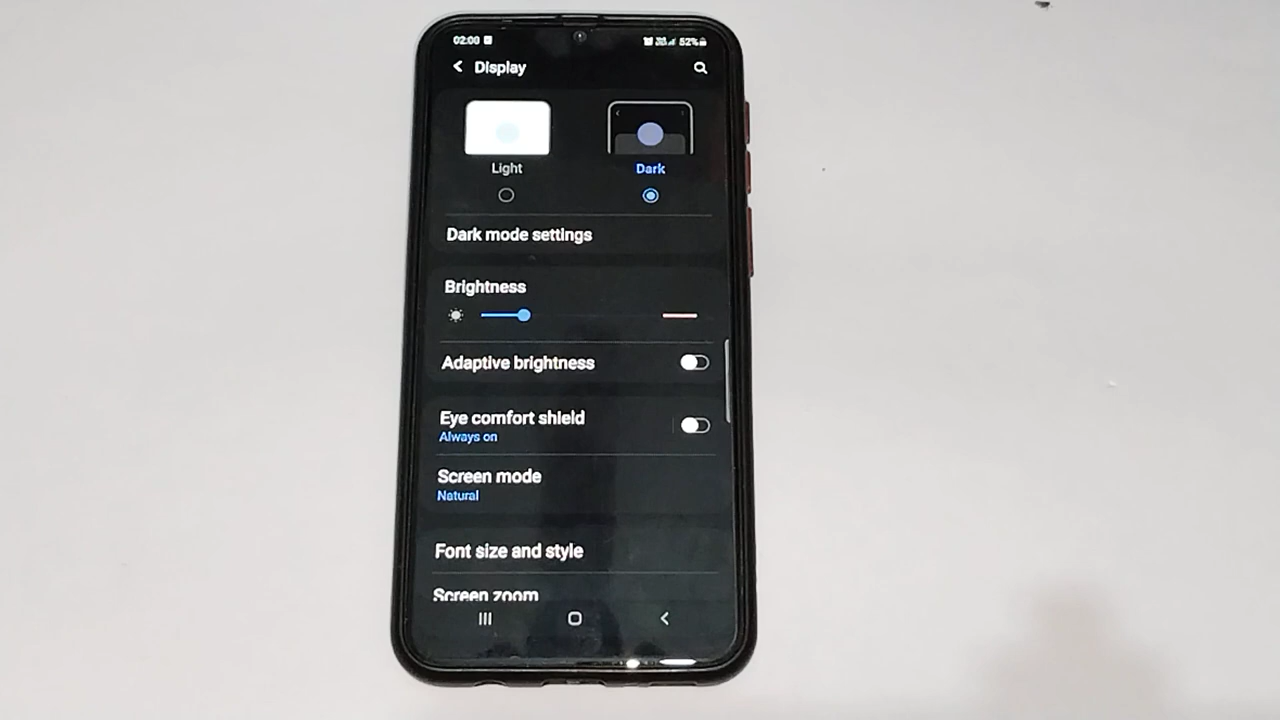 02:00
52%
Display
Light
Dark
Dark mode settings
Brightness
Adaptive brightness
Eye comfort shield
Always on
Screen mode
Natural
Font size and style
Screen zoom